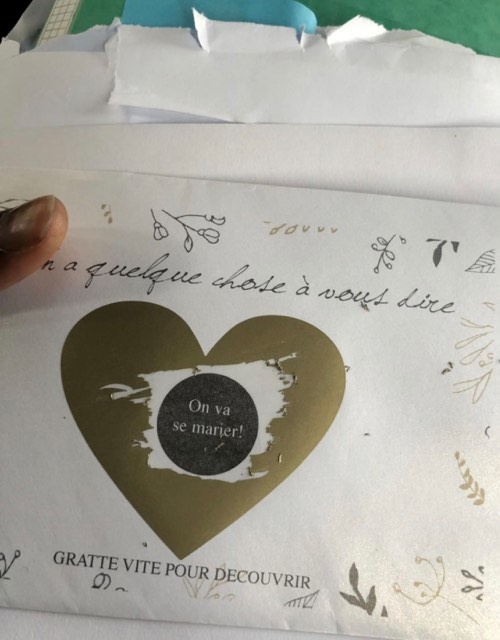 n a quelque chose à vous dire
On va
se marier!
GRATTE VITE POUR DECOUVRIR